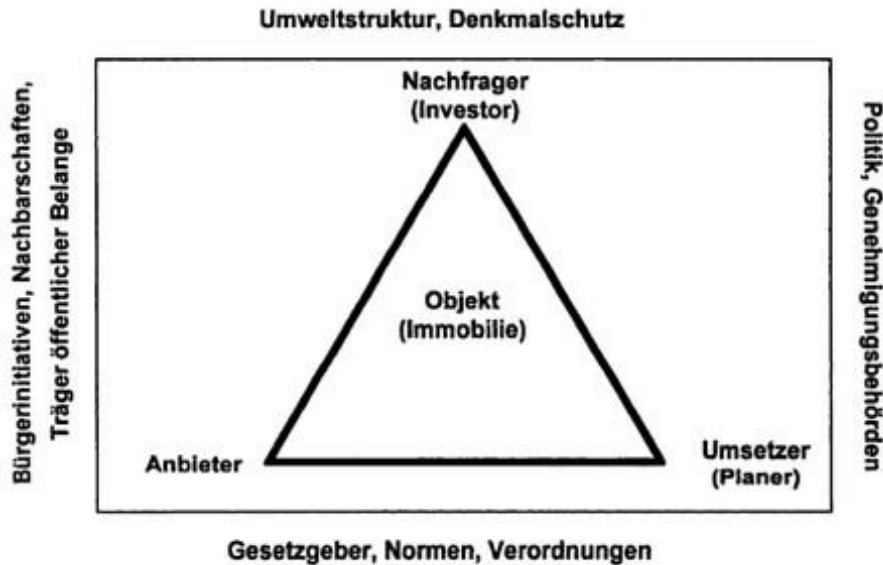 Umweltstruktur, Denkmalschutz
Bürgerinitiativen, Nachbarschaften,
Träger öffentlicher Belange
Nachfrager
(Investor)
Objekt
(Immobilie)
Anbieter
Umsetzer
(Planer)
Politik, Genehmigungsbehörden
Gesetzgeber, Normen, Verordnungen